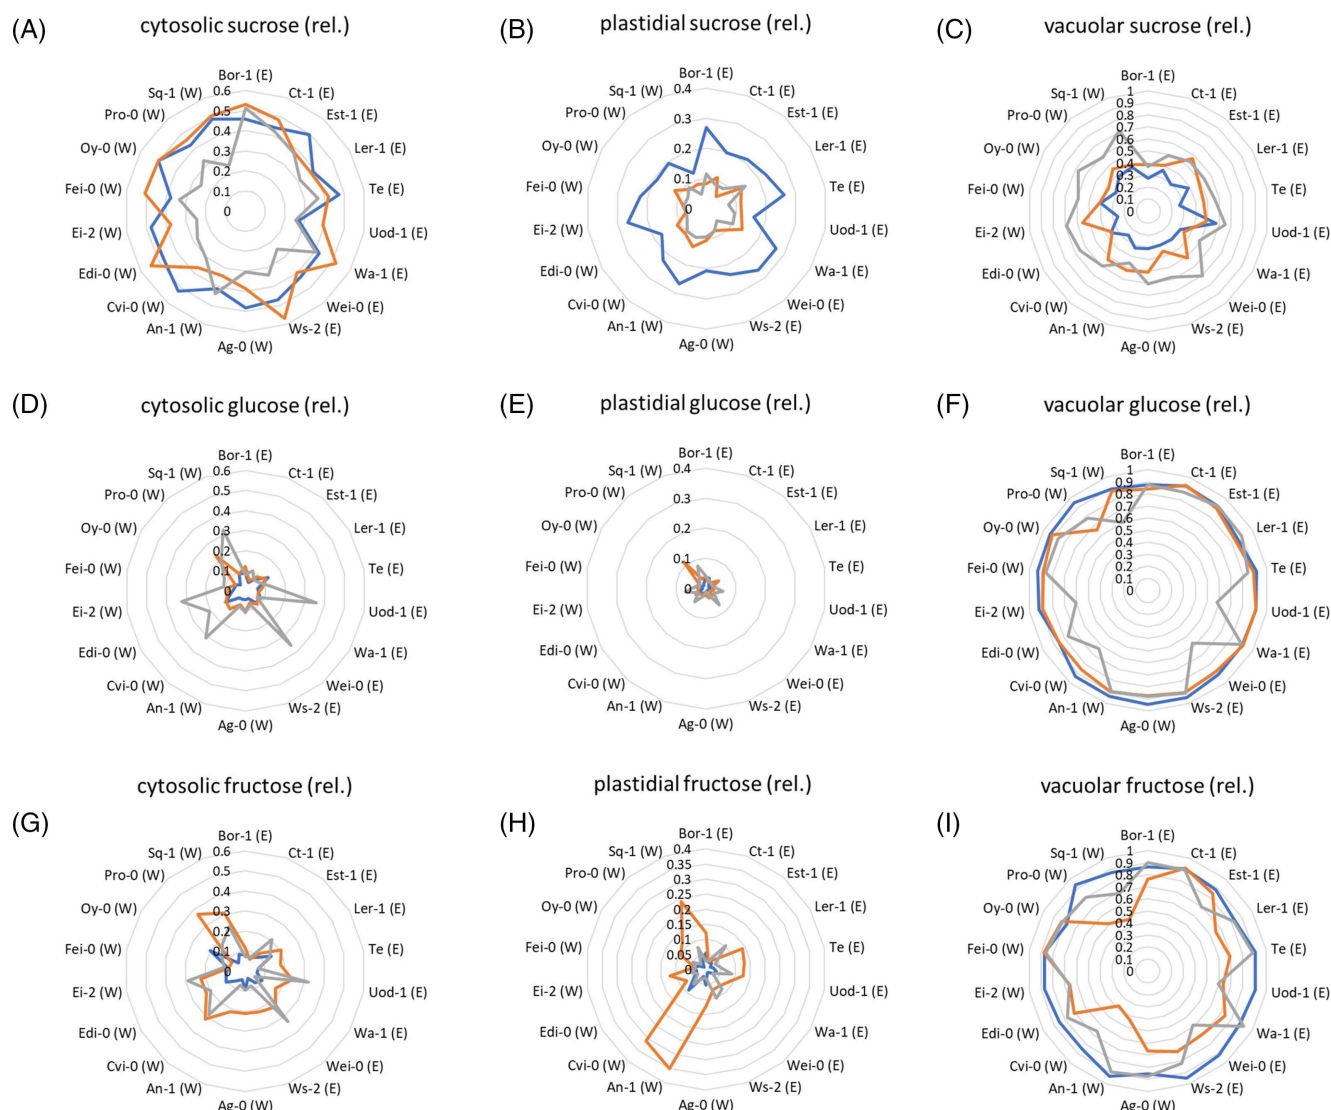 (A) cytosolic sucrose (rel.)
Bor-1 (E)
Sq-1 (W) Ct-1 (E)
Pro-0 (W) Est-1 (E)
Oy-0 (W) Ler-1 (E)
Fei-0 (W) Te (E)
Ei-2 (W) Uod-1 (E)
Edi-0 (W) Wa-1 (E)
Cvi-0 (W) Wei-0 (E)
An-1 (W) Ws-2 (E)
Ag-0 (W)
0.6
0.5
0.4
0.3
0.2
0.1
0
(B) plastidial sucrose (rel.)
Bor-1 (E)
Sq-1 (W) Ct-1 (E)
Pro-0 (W) Est-1 (E)
Oy-0 (W) Ler-1 (E)
Fei-0 (W) Te (E)
Ei-2 (W) Uod-1 (E)
Edi-0 (W) Wa-1 (E)
Cvi-0 (W) Wei-0 (E)
An-1 (W) Ws-2 (E)
Ag-0 (W)
0.4
0.3
0.2
0.1
0
(C) vacuolar sucrose (rel.)
Bor-1 (E)
Sq-1 (W) Ct-1 (E)
Pro-0 (W) Est-1 (E)
Oy-0 (W) Ler-1 (E)
Fei-0 (W) Te (E)
Ei-2 (W) Uod-1 (E)
Edi-0 (W) Wa-1 (E)
Cvi-0 (W) Wei-0 (E)
An-1 (W) Ws-2 (E)
Ag-0 (W)
1
0.9
0.8
0.7
0.6
0.5
0.4
0.3
0.2
0.1
0
(D) cytosolic glucose (rel.)
Bor-1 (E)
Sq-1 (W) Ct-1 (E)
Pro-0 (W) Est-1 (E)
Oy-0 (W) Ler-1 (E)
Fei-0 (W) Te (E)
Ei-2 (W) Uod-1 (E)
Edi-0 (W) Wa-1 (E)
Cvi-0 (W) Wei-0 (E)
An-1 (W) Ws-2 (E)
Ag-0 (W)
0.6
0.5
0.4
0.3
0.2
0.1
0
(E) plastidial glucose (rel.)
Bor-1 (E)
Sq-1 (W) Ct-1 (E)
Pro-0 (W) Est-1 (E)
Oy-0 (W) Ler-1 (E)
Fei-0 (W) Te (E)
Ei-2 (W) Uod-1 (E)
Edi-0 (W) Wa-1 (E)
Cvi-0 (W) Wei-0 (E)
An-1 (W) Ws-2 (E)
Ag-0 (W)
0.4
0.3
0.2
0.1
0
(F) vacuolar glucose (rel.)
Bor-1 (E)
Sq-1 (W) Ct-1 (E)
Pro-0 (W) Est-1 (E)
Oy-0 (W) Ler-1 (E)
Fei-0 (W) Te (E)
Ei-2 (W) Uod-1 (E)
Edi-0 (W) Wa-1 (E)
Cvi-0 (W) Wei-0 (E)
An-1 (W) Ws-2 (E)
Ag-0 (W)
1
0.9
0.8
0.7
0.6
0.5
0.4
0.3
0.2
0.1
0
(G) cytosolic fructose (rel.)
Bor-1 (E)
Sq-1 (W) Ct-1 (E)
Pro-0 (W) Est-1 (E)
Oy-0 (W) Ler-1 (E)
Fei-0 (W) Te (E)
Ei-2 (W) Uod-1 (E)
Edi-0 (W) Wa-1 (E)
Cvi-0 (W) Wei-0 (E)
An-1 (W) Ws-2 (E)
Ag-0 (W)
0.6
0.5
0.4
0.3
0.2
0.1
0
(H) plastidial fructose (rel.)
Bor-1 (E)
Sq-1 (W) Ct-1 (E)
Pro-0 (W) Est-1 (E)
Oy-0 (W) Ler-1 (E)
Fei-0 (W) Te (E)
Ei-2 (W) Uod-1 (E)
Edi-0 (W) Wa-1 (E)
Cvi-0 (W) Wei-0 (E)
An-1 (W) Ws-2 (E)
Ag-0 (W)
0.4
0.35
0.3
0.25
0.2
0.15
0.1
0.05
0
(I) vacuolar fructose (rel.)
Bor-1 (E)
Sq-1 (W) Ct-1 (E)
Pro-0 (W) Est-1 (E)
Oy-0 (W) Ler-1 (E)
Fei-0 (W) Te (E)
Ei-2 (W) Uod-1 (E)
Edi-0 (W) Wa-1 (E)
Cvi-0 (W) Wei-0 (E)
An-1 (W) Ws-2 (E)
Ag-0 (W)
1
0.9
0.8
0.7
0.6
0.5
0.4
0.3
0.2
0.1
0